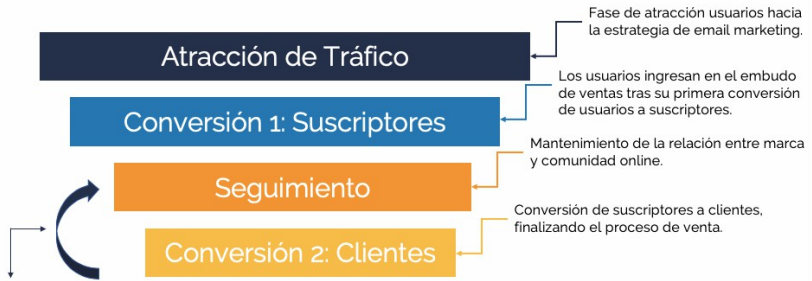 Atracción de Tráfico
Fase de atracción usuarios hacia
la estrategia de email marketing.
Conversión 1: Suscriptores
Los usuarios ingresan en el embudo
de ventas tras su primera conversión
de usuarios a suscriptores.
Seguimiento
Mantenimiento de la relación entre marca
y comunidad online.
Conversión 2: Clientes
Conversión de suscriptores a clientes,
finalizando el proceso de venta.